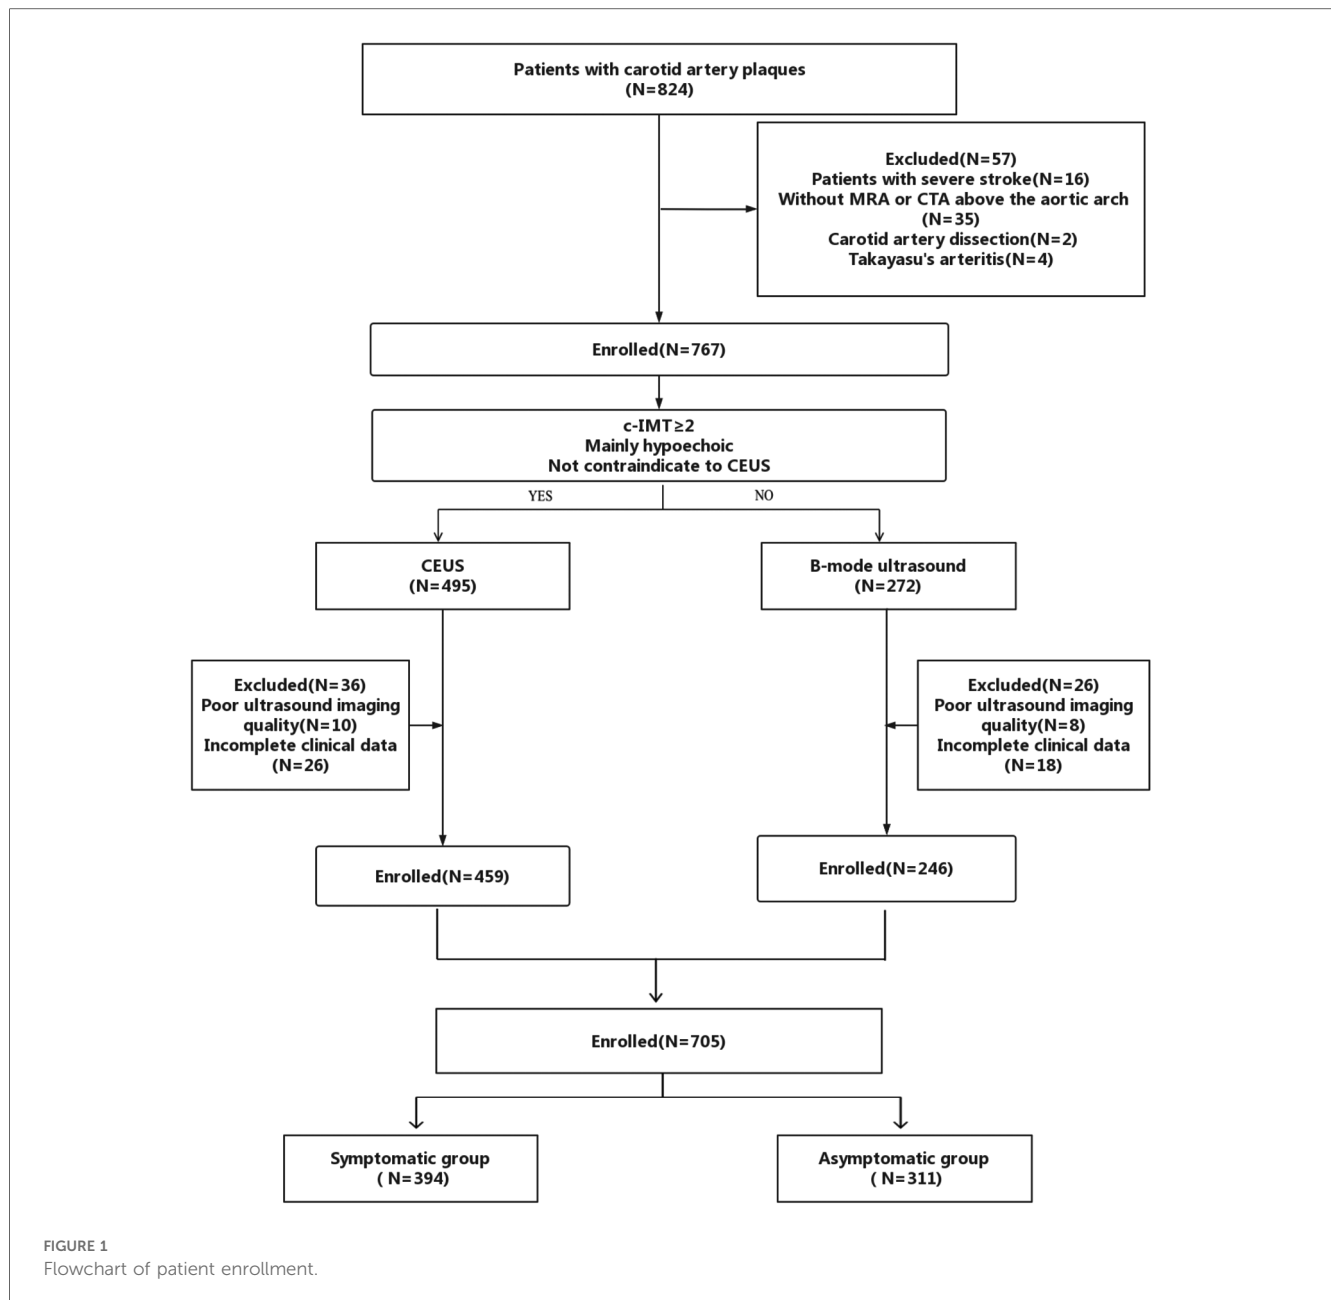 Patients with carotid artery plaques
(N=824)
Excluded(N=57)
Patients with severe stroke(N=16)
Without MRA or CTA above the aortic arch
(N=35)
Carotid artery dissection(N=2)
Takayasu's arteritis(N=4)
Enrolled(N=767)
c-IMT≥2
Mainly hypoechoic
Not contraindicate to CEUS
YES
NO
CEUS
(N=495)
B-mode ultrasound
(N=272)
Excluded(N=36)
Poor ultrasound imaging
quality(N=10)
Incomplete clinical data
(N=26)
Excluded(N=26)
Poor ultrasound imaging
quality(N=8)
Incomplete clinical data
(N=18)
Enrolled(N=459)
Enrolled(N=246)
Enrolled(N=705)
Symptomatic group
( N=394)
Asymptomatic group
( N=311)
FIGURE 1
Flowchart of patient enrollment.